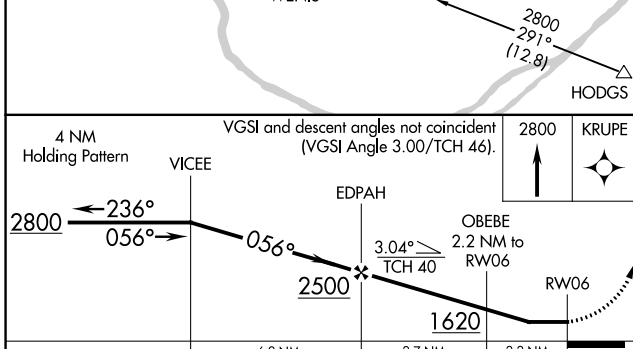 2800
291°
(12.8)
HODGS
4 NM
Holding Pattern
VGSI and descent angles not coincident
(VGSI Angle 3.00/TCH 46).
2800
KRUPE
VICEE
EDPAH
OBEBE
2.2 NM to
RW06
RW06
2800
236°
056°
056°
3.04°
TCH 40
2500
1620